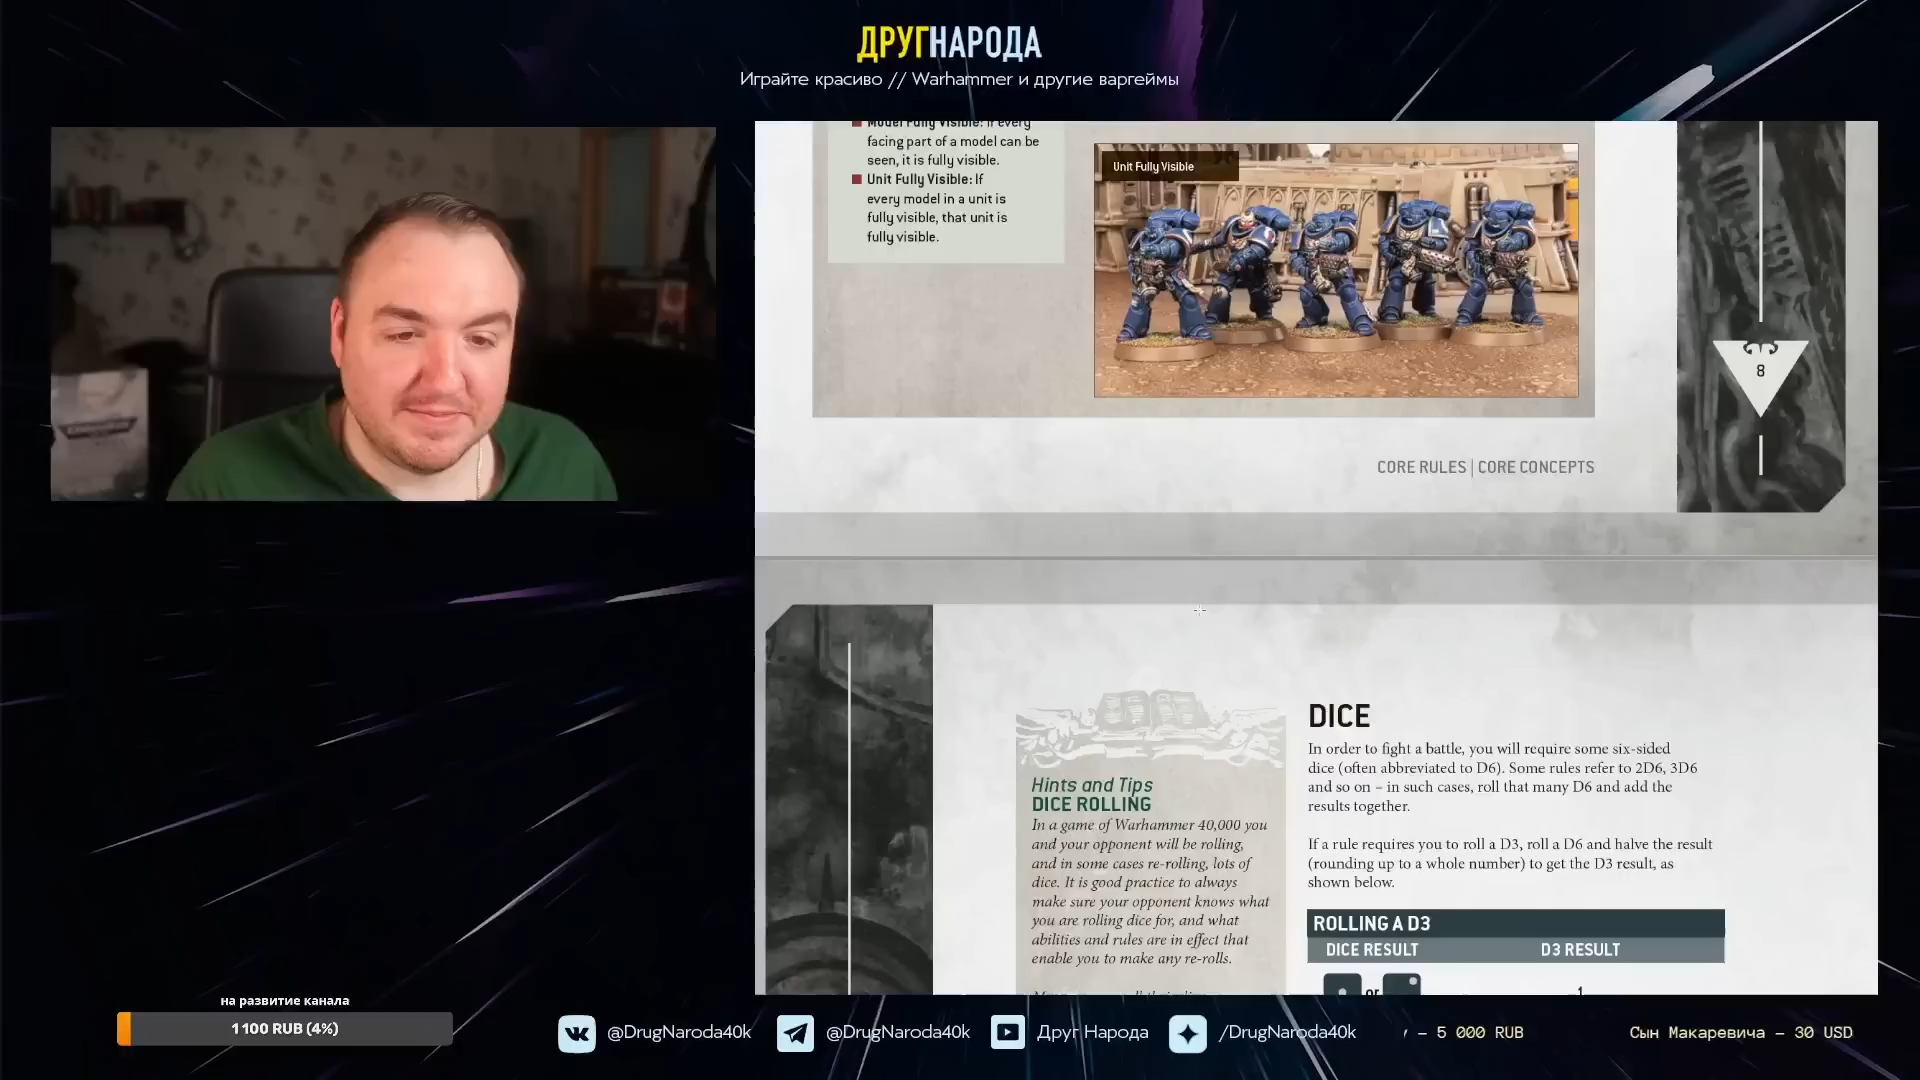 ДРУГНАРОДА
Играйте красиво // Warhammer и другие варгеймы
Model Fully Visible: If every
facing part of a model can be
seen, it is fully visible.
Unit Fully Visible: If
every model in a unit is
fully visible, that unit is
fully visible.
Unit Fully Visible
8
CORE RULES | CORE CONCEPTS
Hints and Tips
DICE ROLLING
In a game of Warhammer 40,000 you
and your opponent will be rolling,
and in some cases re-rolling, lots of
dice. It is good practice to always
make sure your opponent knows what
you are rolling dice for, and what
abilities and rules are in effect that
enable you to make any re-rolls.
DICE
In order to fight a battle, you will require some six-sided
dice (often abbreviated to D6). Some rules refer to 2D6, 3D6
and so on – in such cases, roll that many D6 and add the
results together.
If a rule requires you to roll a D3, roll a D6 and halve the result
(rounding up to a whole number) to get the D3 result, as
shown below.
ROLLING A D3
DICE RESULT D3 RESULT
or 1
на развитие канала
1100 RUB (4%)
@DrugNaroda40k
@DrugNaroda40k
Друг Народа
/DrugNaroda40k
– 5 000 RUB
Сын Макаревича – 30 USD